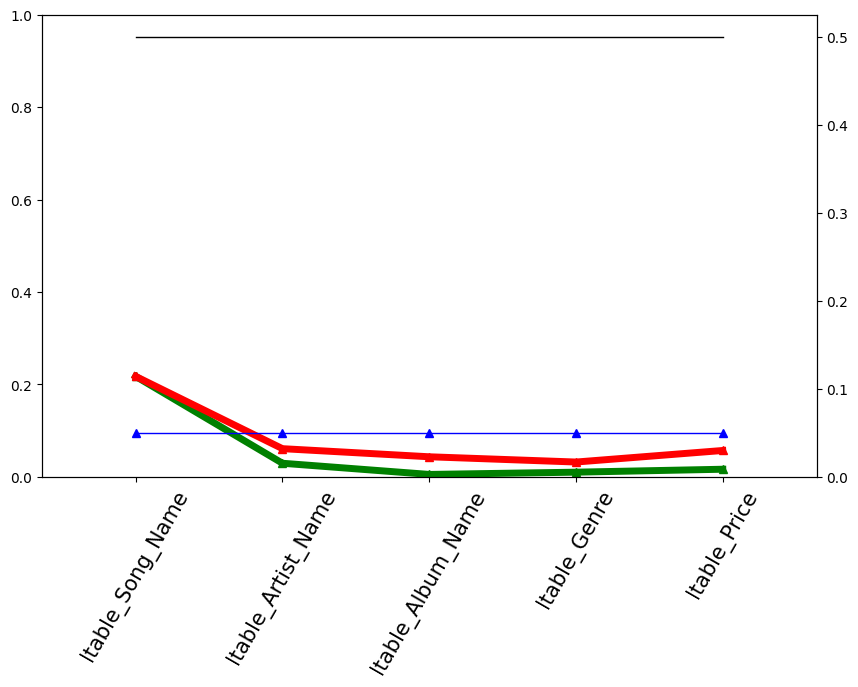 1.0
0.8
0.6
0.4
0.2
0.0
0.5
0.4
0.3
0.2
0.1
0.0
ltable_Song_Name
ltable_Artist_Name
ltable_Album_Name
ltable_Genre
ltable_Price